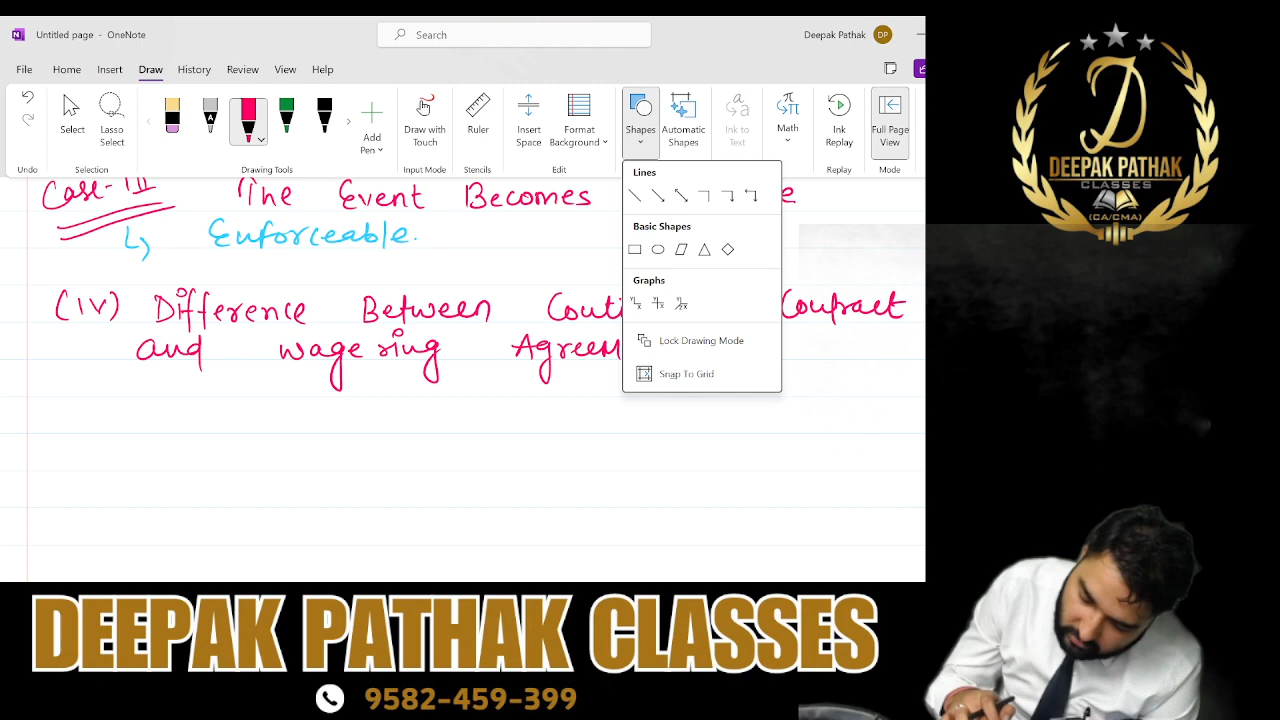 Untitled page - OneNote
Search
Deepak Pathak DP
File Home Insert Draw History Review View Help
Select
Lasso Select
Add Pen
Draw with Touch
Ruler
Insert Space
Format Background
Shapes
Automatic Shapes
Ink to Text
Math
Ink Replay
Full Page View
Undo Selection Drawing Tools Input Mode Stencils Edit Replay Mode
Lines
Basic Shapes
Graphs
Lock Drawing Mode
Snap To Grid
Case-III The Event Becomes
Enforceable.
(IV) Difference Between Contract
and wagering
D
DEEPAK PATHAK
CLASSES
(CA/CMA)
DEEPAK PATHAK CLASSES
9582-459-399